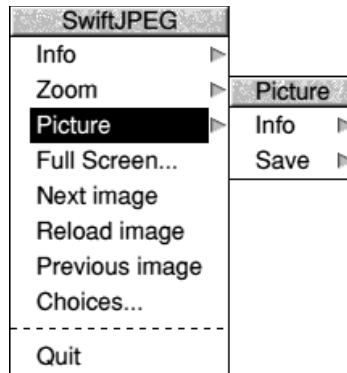 SwiftJPEG
Info
Zoom
Picture
Full Screen...
Next image
Reload image
Previous image
Choices...
Quit
Picture
Info
Save